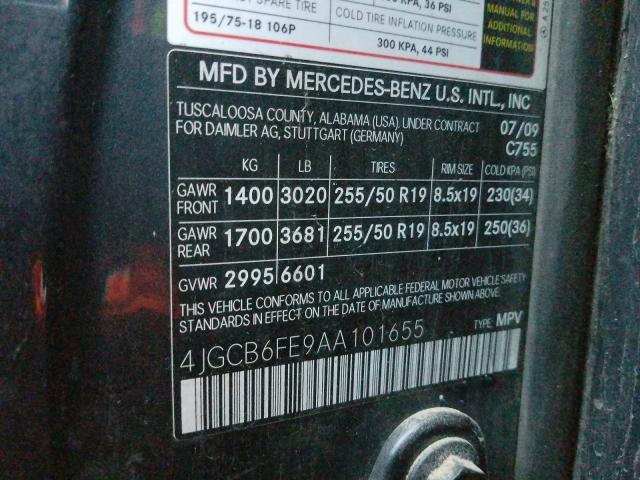 SPARE TIRE
195/75-18 106P
36 PSI
COLD TIRE INFLATION PRESSURE
300 KPA, 44 PSI
MANUAL FOR
ADDITIONAL
INFORMATION
MFD BY MERCEDES-BENZ U.S. INTL., INC
TUSCALOOSA COUNTY, ALABAMA (USA), UNDER CONTRACT
FOR DAIMLER AG, STUTTGART (GERMANY)
07/09
C755
KG LB TIRES RIM SIZE COLD KPA (PSI)
GAWR FRONT 1400 3020 255/50 R19 8.5x19 230(34)
GAWR REAR 1700 3681 255/50 R19 8.5x19 250(36)
GVWR 2995 6601
THIS VEHICLE CONFORMS TO ALL APPLICABLE FEDERAL MOTOR VEHICLE SAFETY
STANDARDS IN EFFECT ON THE DATE OF MANUFACTURE SHOWN ABOVE.
4JGCB6FE9AA101655
TYPE: MPV